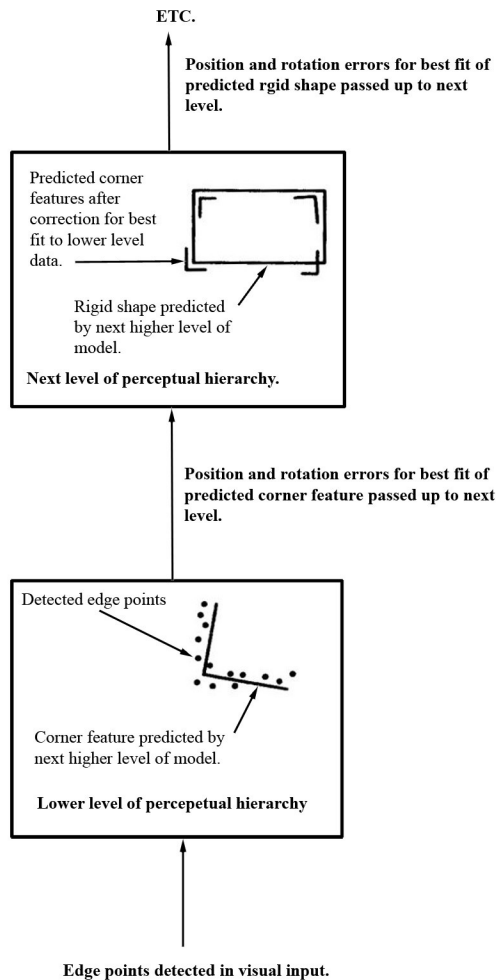 ETC.
Position and rotation errors for best fit of
predicted rgid shape passed up to next
level.
Predicted corner
features after
correction for best
fit to lower level
data.
Rigid shape predicted
by next higher level of
model.
Next level of perceptual hierarchy.
Position and rotation errors for best fit of
predicted corner feature passed up to next
level.
Detected edge points
Corner feature predicted by
next higher level of model.
Lower level of percepetual hierarchy
Edge points detected in visual input.